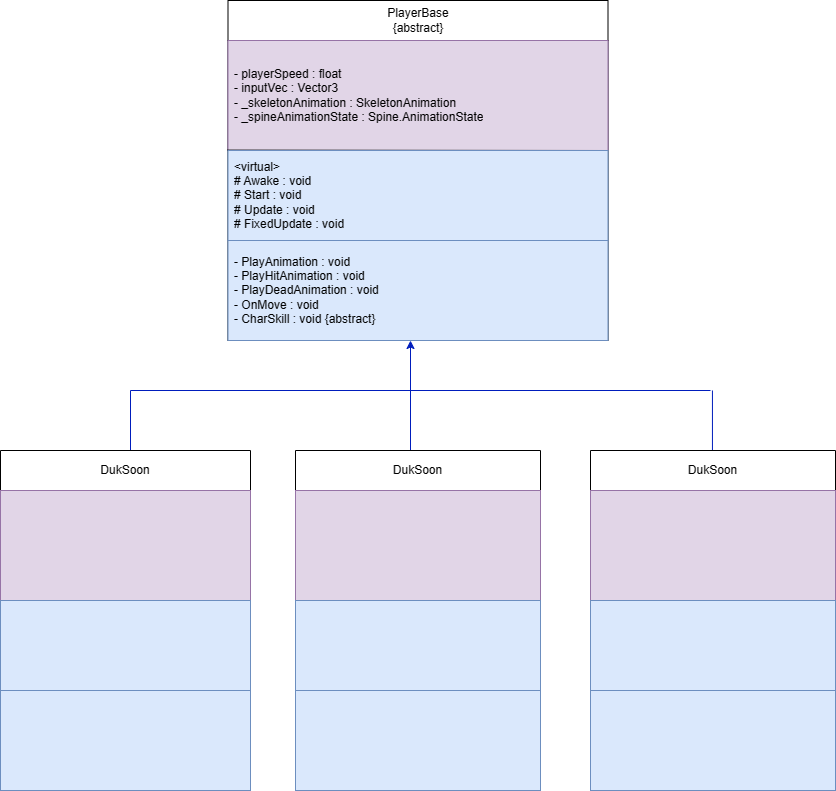 PlayerBase
{abstract}
- playerSpeed : float
- inputVec : Vector3
- _skeletonAnimation : SkeletonAnimation
- _spineAnimationState : Spine.AnimationState
<virtual>
# Awake : void
# Start : void
# Update : void
# FixedUpdate : void
- PlayAnimation : void
- PlayHitAnimation : void
- PlayDeadAnimation : void
- OnMove : void
- CharSkill : void {abstract}
DukSoon
DukSoon
DukSoon